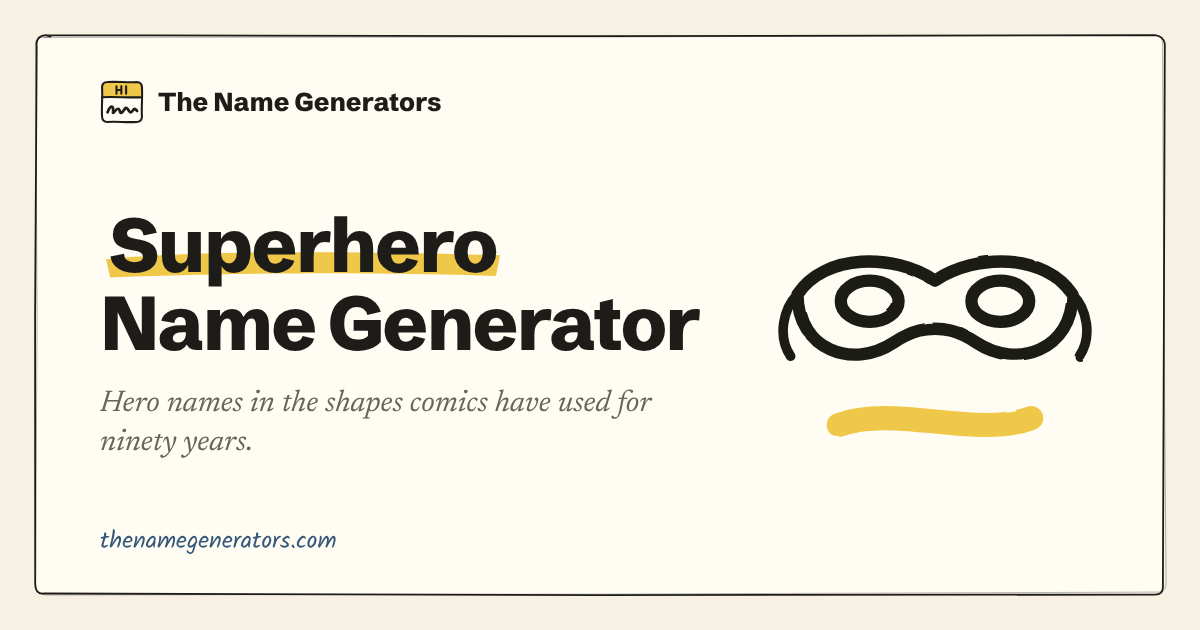 HI
The Name Generators
Superhero
Name Generator
Hero names in the shapes comics have used for
ninety years.
thenamegenerators.com